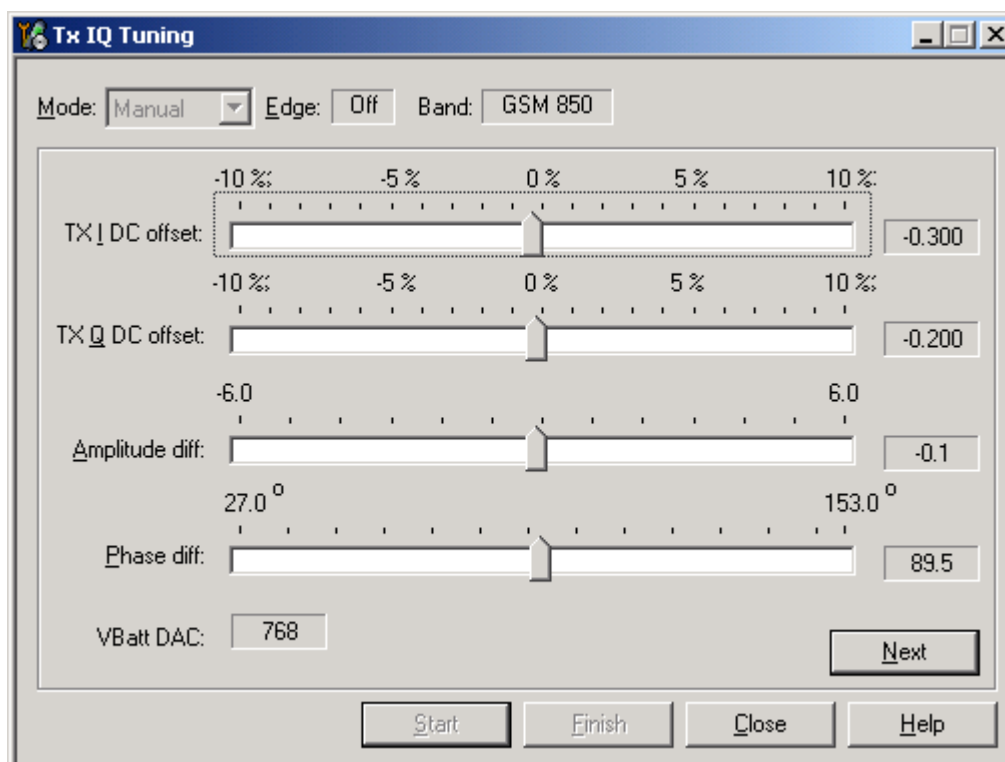 Tx IQ Tuning
Mode: Manual Edge: Off Band: GSM 850
-10 %; -5 % 0 % 5 % 10 %:
TX I DC offset: -0.300
-10 %; -5 % 0 % 5 % 10 %;
TX Q DC offset: -0.200
-6.0 6.0
Amplitude diff: -0.1
27.0 o 153.0 o
Phase diff: 89.5
VBatt DAC: 768
Next
Start Finish Close Help